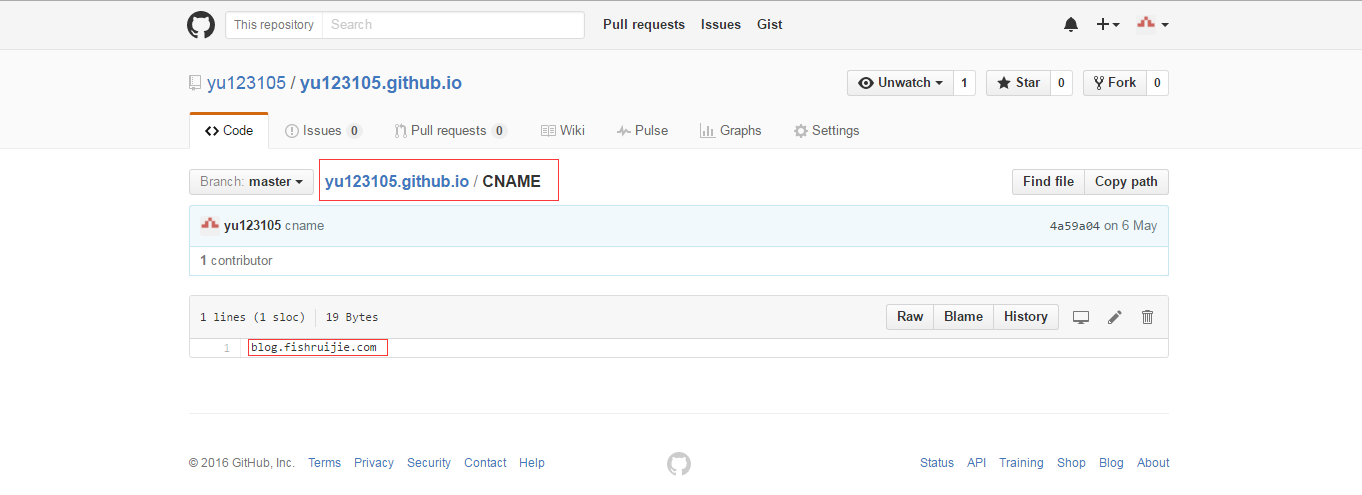 This repository Search Pull requests Issues Gist
yu123105 / yu123105.github.io Unwatch 1 Star 0 Fork 0
Code Issues 0 Pull requests 0 Wiki Pulse Graphs Settings
Branch: master yu123105.github.io / CNAME Find file Copy path
yu123105 cname 4a59a04 on 6 May
1 contributor
1 lines (1 sloc) 19 Bytes Raw Blame History
1 blog.fishruijie.com
© 2016 GitHub, Inc. Terms Privacy Security Contact Help Status API Training Shop Blog About